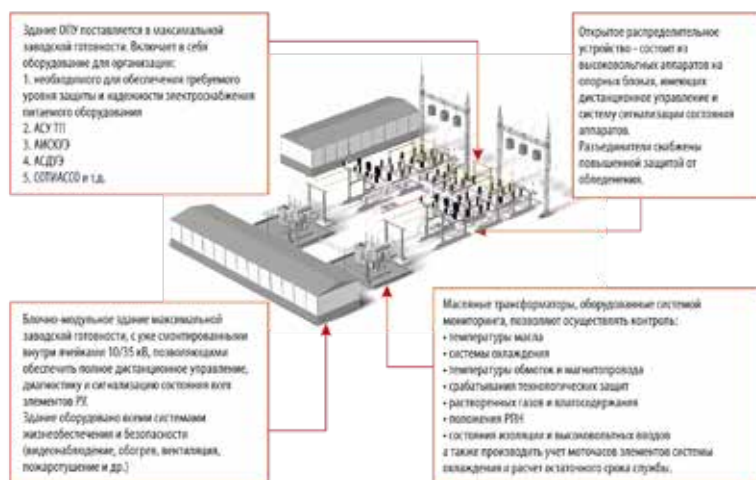 Здание ОПУ поставляется в максимальной
заводской готовности. Включает в себя
оборудование для организации:
1. необходимого для обеспечения требуемого
уровня защиты и надежности электроснабжения
питаемого оборудования
2. АСУ ТП
3. АИСКУЭ
4. АСДУЭ
5. СОТИАССО и т.д.
Открытое распределительное
устройство - состоит из
высоковольтных аппаратов на
опорных блоках, имеющих
дистанционное управление и
систему сигнализации состояния
аппаратов.
Разъединители снабжены
повышенной защитой от
обледенения.
Блочно-модульное здание максимальной
заводской готовности, с уже смонтированными
внутри ячейками 10/35 кВ, позволяющими
обеспечить полное дистанционное управление,
диагностику и сигнализацию состояния всех
элементов РУ.
Здание оборудовано всеми системами
жизнеобеспечения и безопасности
(видеонаблюдение, обогрев, вентиляция,
пожаротушение и др.)
Масляные трансформаторы, оборудованные системой
мониторинга, позволяют осуществлять контроль:
• температуры масла
• системы охлаждения
• температуры обмоток и магнитопровода
• срабатывания технологических защит
• растворенных газов и влагосодержания
• положения РПН
• состояния изоляции и высоковольтных вводов
а также производить учет моточасов элементов системы
охлаждения и расчет остаточного срока службы.